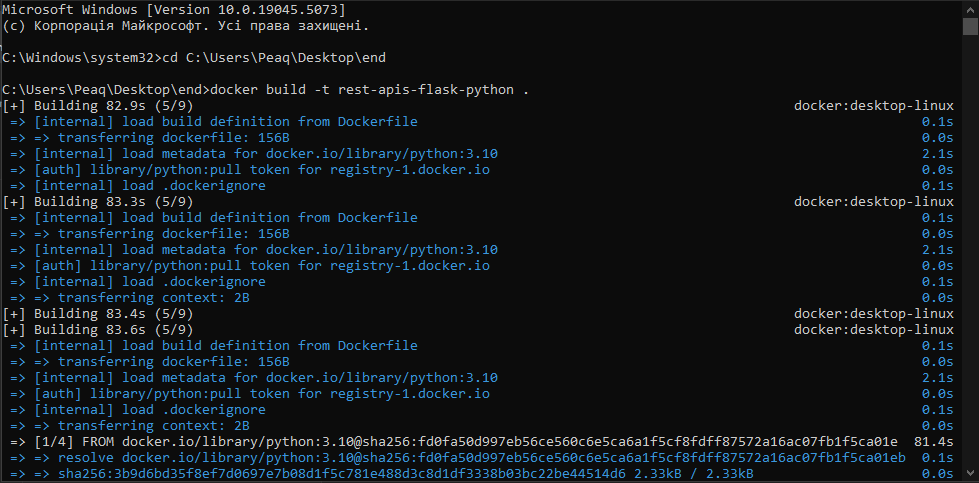 Microsoft Windows [Version 10.0.19045.5073]
(c) Корпорація Майкрософт. Усі права захищені.
C:\Windows\system32>cd C:\Users\Peaq\Desktop\end
C:\Users\Peaq\Desktop\end>docker build -t rest-apis-flask-python .
[+] Building 82.9s (5/9) docker:desktop-linux
=> [internal] load build definition from Dockerfile 0.1s
=> => transferring dockerfile: 156B 0.0s
=> [internal] load metadata for docker.io/library/python:3.10 2.1s
=> [auth] library/python:pull token for registry-1.docker.io 0.0s
=> [internal] load .dockerignore 0.1s
[+] Building 83.3s (5/9) docker:desktop-linux
=> [internal] load build definition from Dockerfile 0.1s
=> => transferring dockerfile: 156B 0.0s
=> [internal] load metadata for docker.io/library/python:3.10 2.1s
=> [auth] library/python:pull token for registry-1.docker.io 0.0s
=> [internal] load .dockerignore 0.1s
=> => transferring context: 2B 0.0s
[+] Building 83.4s (5/9) docker:desktop-linux
[+] Building 83.6s (5/9) docker:desktop-linux
=> [internal] load build definition from Dockerfile 0.1s
=> => transferring dockerfile: 156B 0.0s
=> [internal] load metadata for docker.io/library/python:3.10 2.1s
=> [auth] library/python:pull token for registry-1.docker.io 0.0s
=> [internal] load .dockerignore 0.1s
=> => transferring context: 2B 0.0s
=> [1/4] FROM docker.io/library/python:3.10@sha256:fd0fa50d997eb56ce560c6e5ca6a1f5cf8fdff87572a16ac07fb1f5ca01e 81.4s
=> => resolve docker.io/library/python:3.10@sha256:fd0fa50d997eb56ce560c6e5ca6a1f5cf8fdff87572a16ac07fb1f5ca01eb 0.1s
=> => sha256:3b9d6bd35f8ef7d0697e7b08d1f5c781e488d3c8d1df3338b03bc22be44514d6 2.33kB / 2.33kB 0.0s